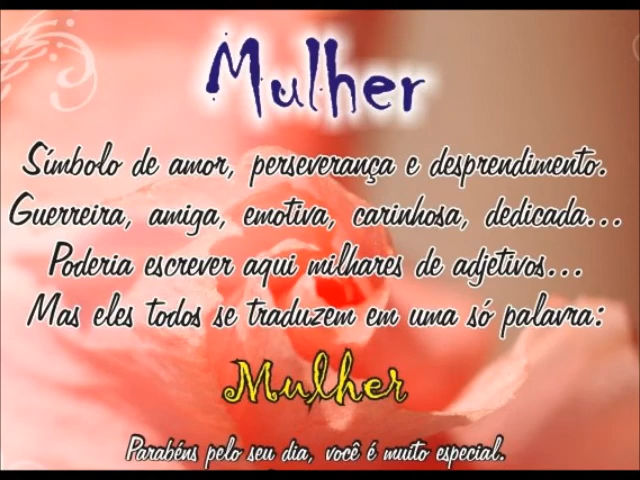 Mulher
Símbolo de amor, perseverança e desprendimento.
Guerreira, amiga, emotiva, carinhosa, dedicada...
Poderia escrever aqui milhares de adjetivos...
Mas eles todos se traduzem em uma só palavra:
Mulher
Parabéns pelo seu dia, você é muito especial.